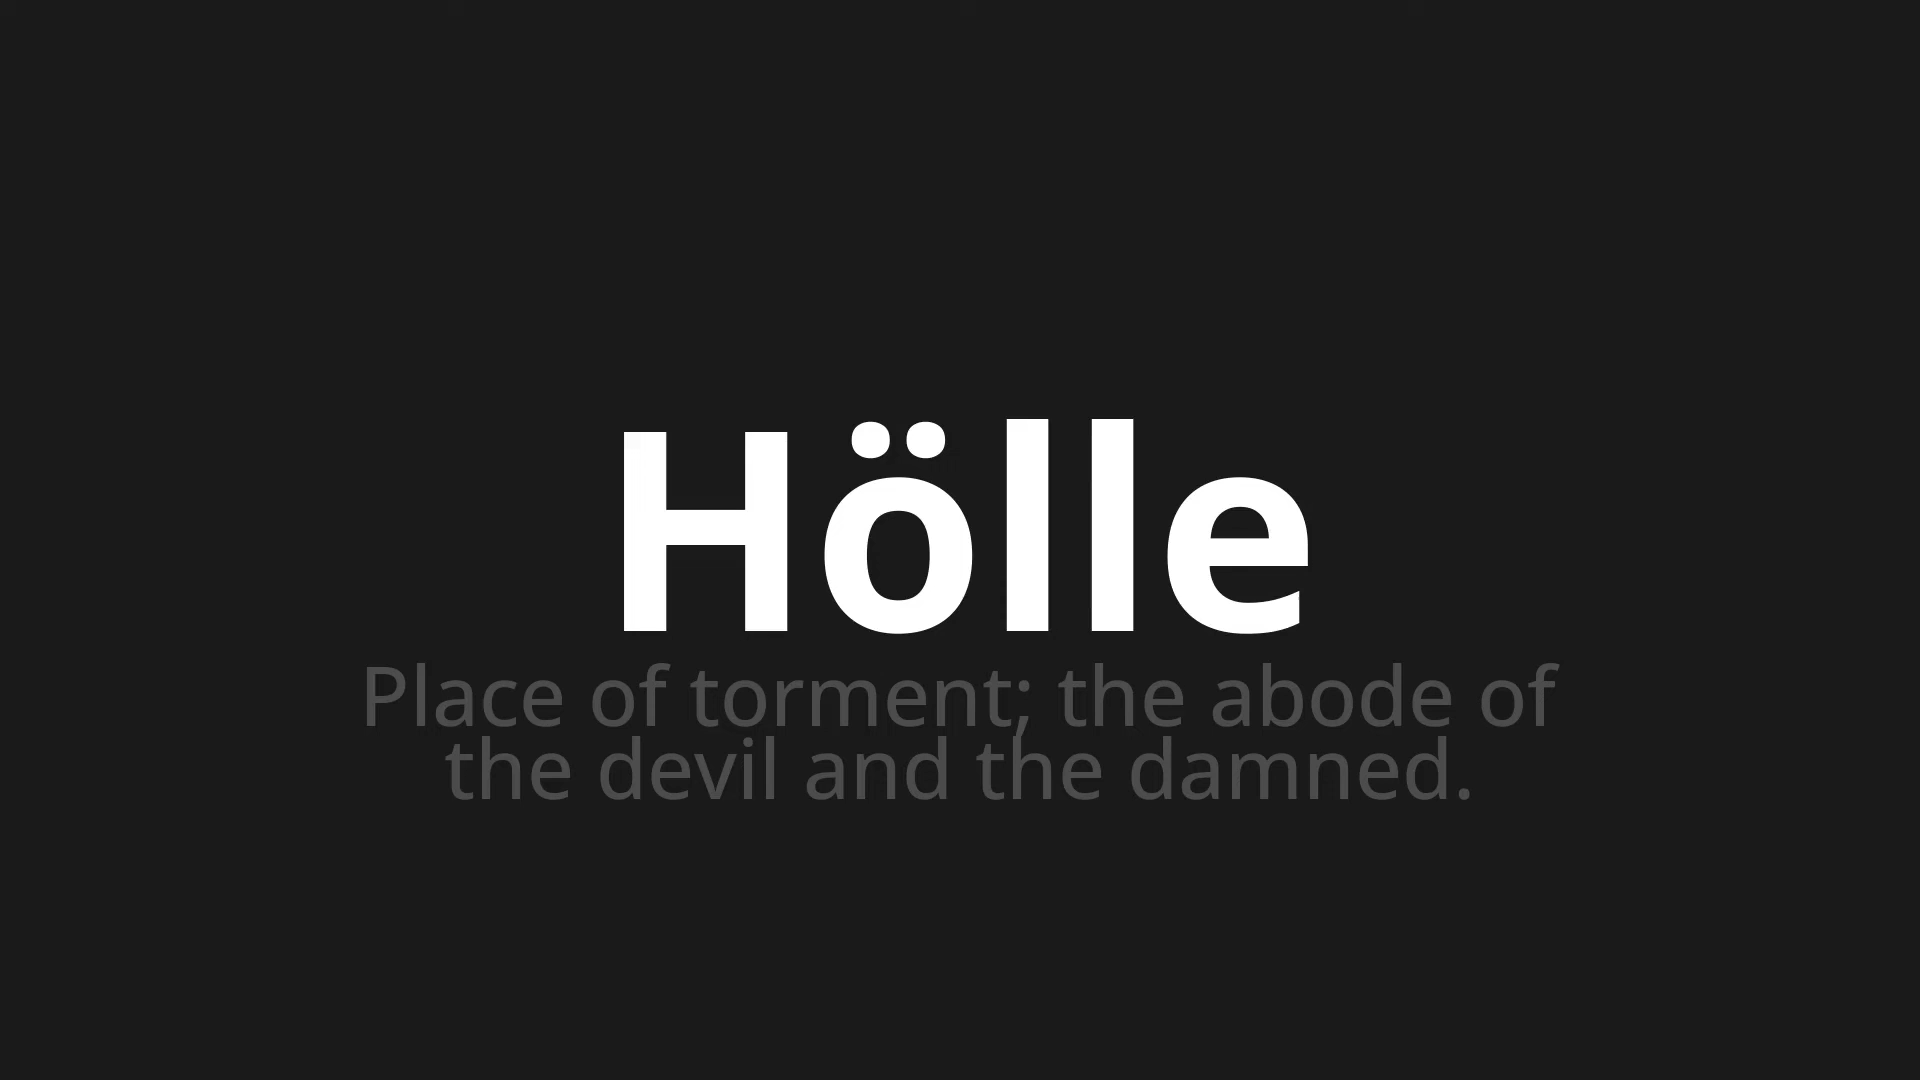 Hölle
Place of torment; the abode of
the devil and the damned.